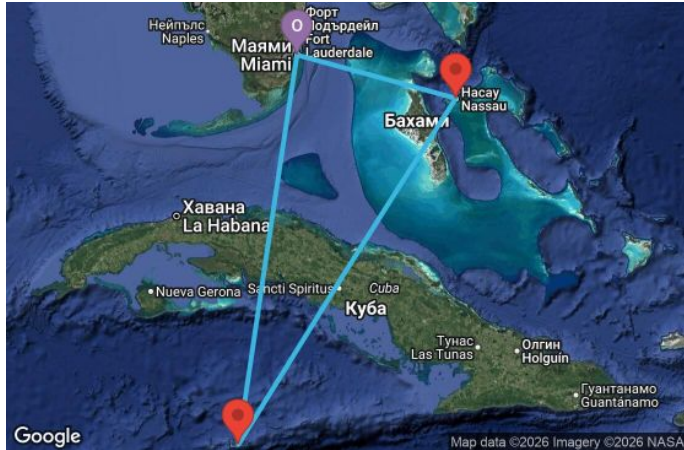 Нейпълс
Naples
Форт
Лодърдейл
Fort
Lauderdale
O
Маями
Miami
Насау
Nassau
Бахами
Хавана
La Habana
Nueva Gerona
Sancti Spiritus
Cuba
Куба
Тунас
Las Tunas
Олгин
Holguín
Гуантанамо
Guantánamo
Google
Map data ©2026 Imagery ©2026 NASA